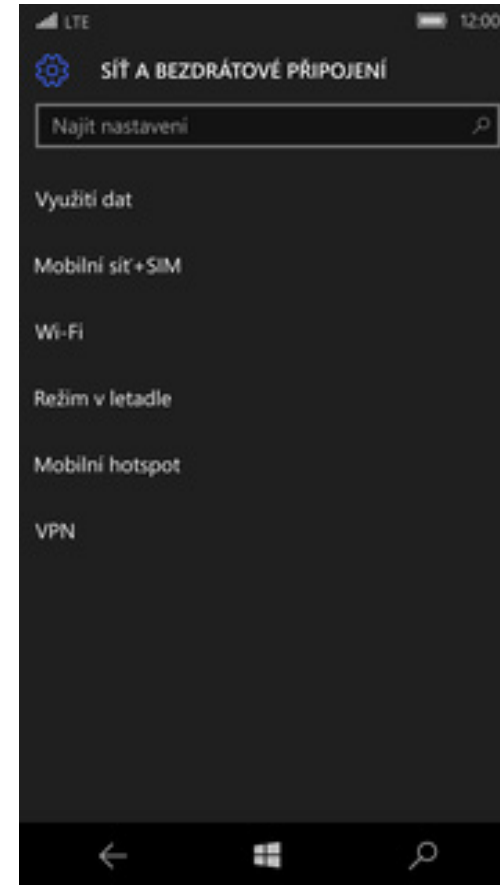 LTE 12:00
SÍŤ A BEZDRÁTOVÉ PŘIPOJENÍ
Najít nastavení
Využití dat
Mobilní síť+SIM
Wi-Fi
Režim v letadle
Mobilní hotspot
VPN